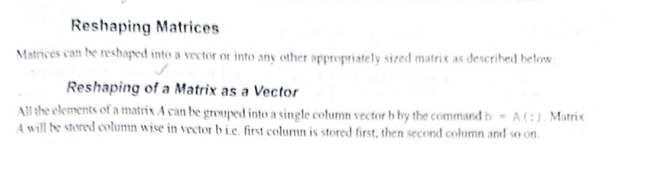 Reshaping Matrices
Matrices can be reshaped into a vector or into any other appropriately sized matrix as described below:
Reshaping of a Matrix as a Vector
All the elements of a matrix A can be grouped into a single column vector b by the command b = A(:). Matrix
A will be stored column wise in vector b i.e. first column is stored first, then second column and so on.